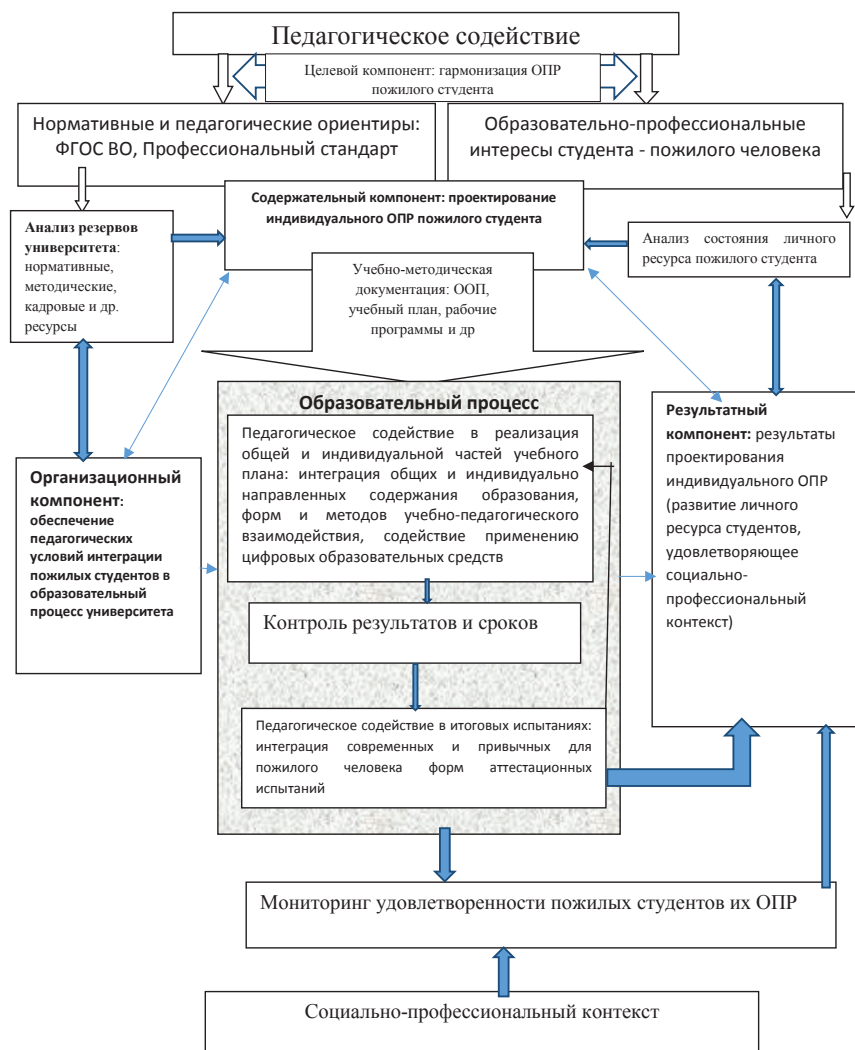 Педагогическое содействие
Целевой компонент: гармонизация ОПР
пожилого студента
Нормативные и педагогические ориентиры:
ФГОС ВО, Профессиональный стандарт
Образовательно-профессиональные
интересы студента - пожилого человека
Содержательный компонент: проектирование
индивидуального ОПР пожилого студента
Анализ резервов
университета:
нормативные,
методические,
кадровые и др.
ресурсы
Анализ состояния личного
ресурса пожилого студента
Учебно-методическая
документация: ООП,
учебный план, рабочие
программы и др
Образовательный процесс
Педагогическое содействие в реализация
общей и индивидуальной частей учебного
плана: интеграция общих и индивидуально
направленных содержания образования,
форм и методов учебно-педагогического
взаимодействия, содействие применению
цифровых образовательных средств
Организационный
компонент:
обеспечение
педагогических
условий интеграции
пожилых студентов в
образовательный
процесс университета
Результатный
компонент: результаты
проектирования
индивидуального ОПР
(развитие личного
ресурса студентов,
удовлетворяющее
социально-
профессиональный
контекст)
Контроль результатов и сроков
Педагогическое содействие в итоговых испытаниях:
интеграция современных и привычных для
пожилого человека форм аттестационных
испытаний
Мониторинг удовлетворенности пожилых студентов их ОПР
Социально-профессиональный контекст